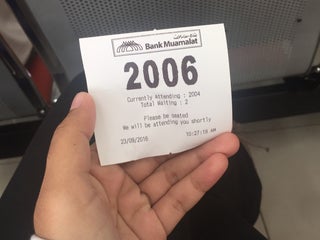 Bank Muamalat
2006
Currently Attending : 2004
Total Waiting : 2
Please be seated
We will be attending you shortly
23/09/2016 10:27:19 AM